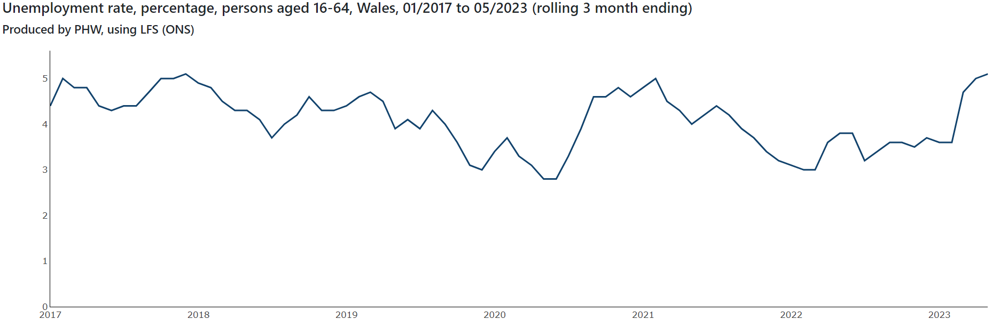 Unemployment rate, percentage, persons aged 16-64, Wales, 01/2017 to 05/2023 (rolling 3 month ending)
Produced by PHW, using LFS (ONS)
5
4
3
2
1
0
2017 2018 2019 2020 2021 2022 2023